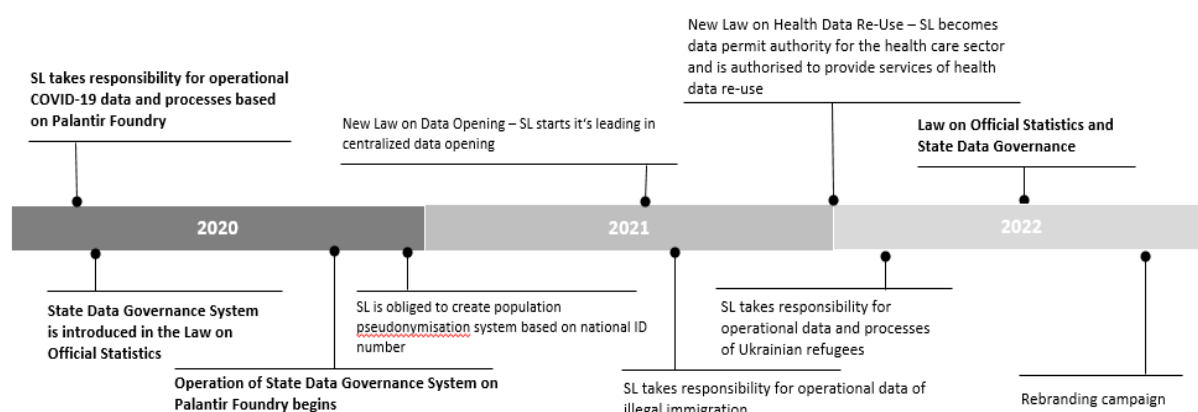 New Law on Health Data Re-Use – SL becomes
data permit authority for the health care sector
and is authorised to provide services of health
data re-use
SL takes responsibility for operational
COVID-19 data and processes based
on Palantir Foundry
New Law on Data Opening – SL starts it's leading in
centralized data opening
Law on Official Statistics and
State Data Governance
2020
2021
2022
State Data Governance System
is introduced in the Law on
Official Statistics
SL is obliged to create population
pseudonymisation system based on national ID
number
SL takes responsibility for
operational data and processes
of Ukrainian refugees
Operation of State Data Governance System on
Palantir Foundry begins
SL takes responsibility for operational data of
illegal immigration
Rebranding campaign